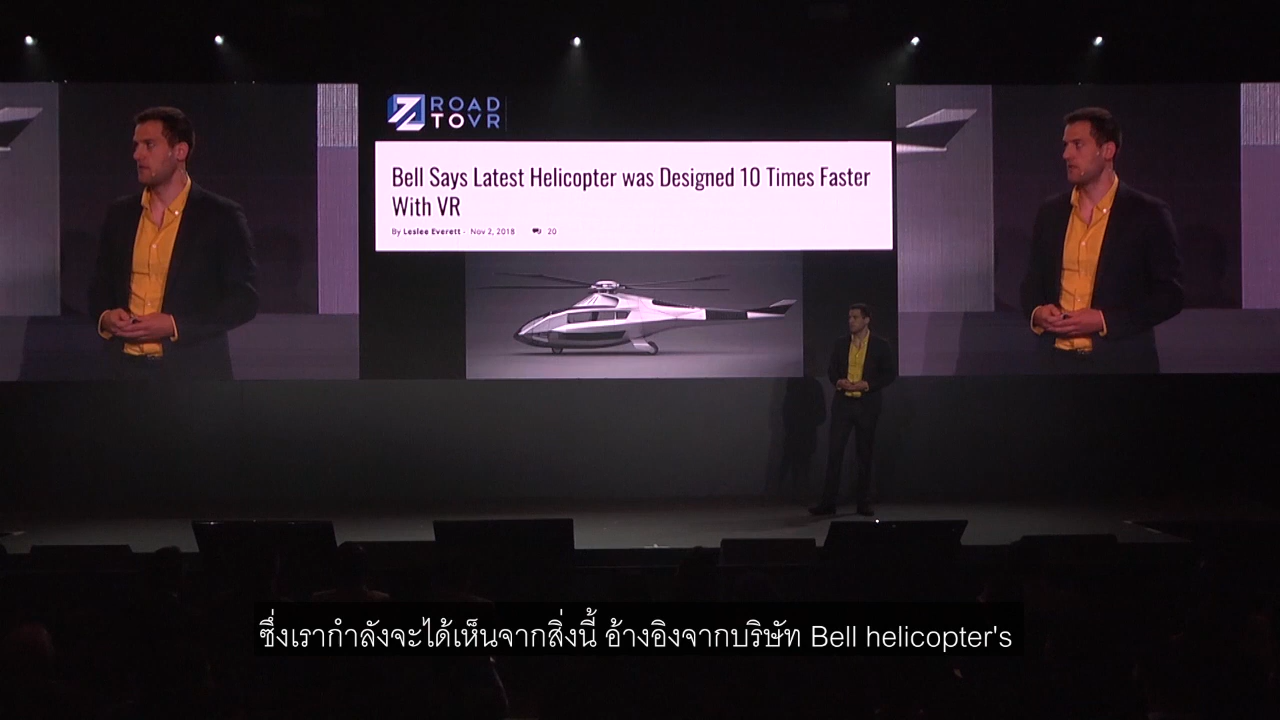 ROAD
TOVR
Bell Says Latest Helicopter was Designed 10 Times Faster
With VR
By Leslee Everett - Nov 2, 2018 20
ซึ่งเรากำลังจะได้เห็นจากสิ่งนี้ อ้างอิงจากบริษัท Bell helicopter's